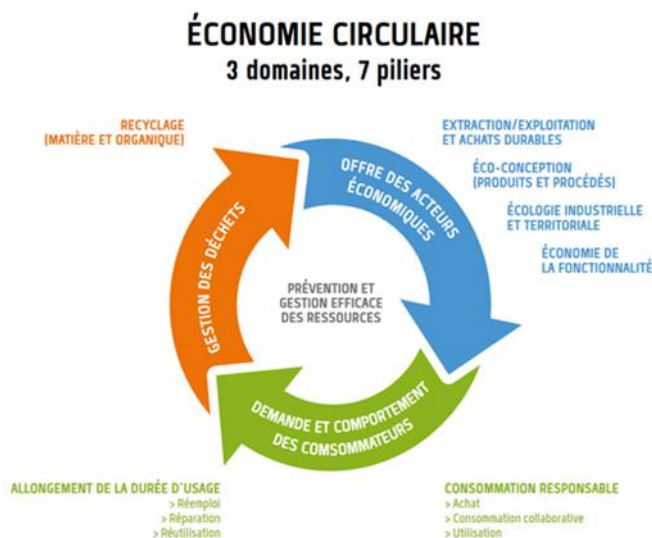 ÉCONOMIE CIRCULAIRE
3 domaines, 7 piliers
RECYCLAGE
(MATIÈRE ET ORGANIQUE)
EXTRACTION/EXPLOITATION
ET ACHATS DURABLES
ÉCO-CONCEPTION
(PRODUITS ET PROCÉDÉS)
ÉCOLOGIE INDUSTRIELLE
ET TERRITORIALE
ÉCONOMIE DE
LA FONCTIONNALITÉ
OFFRE DES ACTEURS
ÉCONOMIQUES
GESTION DES DÉCHETS
PRÉVENTION ET
GESTION EFFICACE
DES RESSOURCES
DEMANDE ET COMPORTEMENT
DES COMSOMMATEURS
ALLONGEMENT DE LA DURÉE D'USAGE
> Réemploi
> Réparation
> Réutilisation
CONSOMMATION RESPONSABLE
> Achat
> Consommation collaborative
> Utilisation